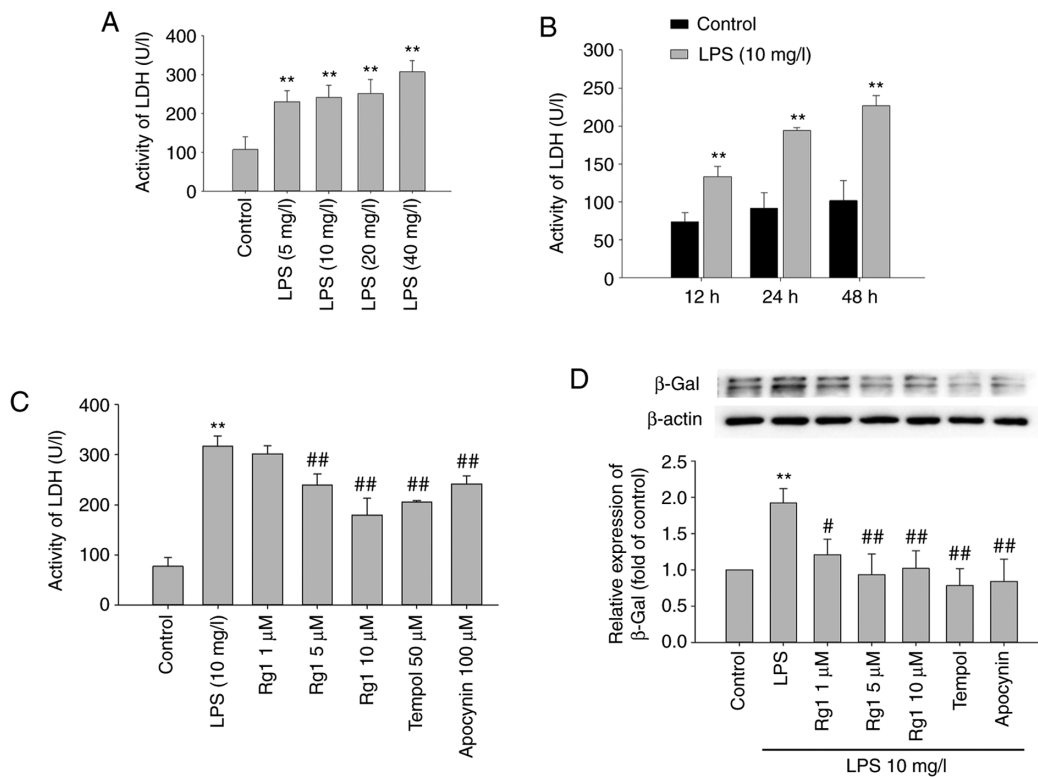 A
Activity of LDH (U/l)
400
300
200
100
0
**
**
**
**
Control
LPS (5 mg/l)
LPS (10 mg/l)
LPS (20 mg/l)
LPS (40 mg/l)
B
Control
LPS (10 mg/l)
Activity of LDH (U/l)
300
250
200
150
100
50
0
**
**
**
12 h
24 h
48 h
C
Activity of LDH (U/l)
400
300
200
100
0
**
##
##
##
##
Control
LPS (10 mg/l)
Rg1 1 µM
Rg1 5 µM
Rg1 10 µM
Tempol 50 µM
Apocynin 100 µM
D
β-Gal
β-actin
Relative expression of
β-Gal (fold of control)
2.5
2.0
1.5
1.0
0.5
0.0
**
#
##
##
##
##
Control
LPS
Rg1 1 µM
Rg1 5 µM
Rg1 10 µM
Tempol
Apocynin
LPS 10 mg/l